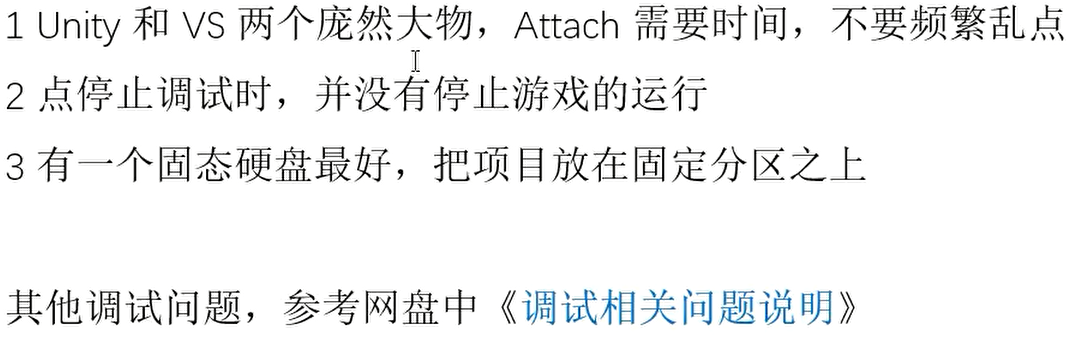 1 Unity 和 VS 两个庞然大物，Attach 需要时间，不要频繁乱点
2 点停止调试时，并没有停止游戏的运行
3 有一个固态硬盘最好，把项目放在固定分区之上
其他调试问题，参考网盘中《调试相关问题说明》